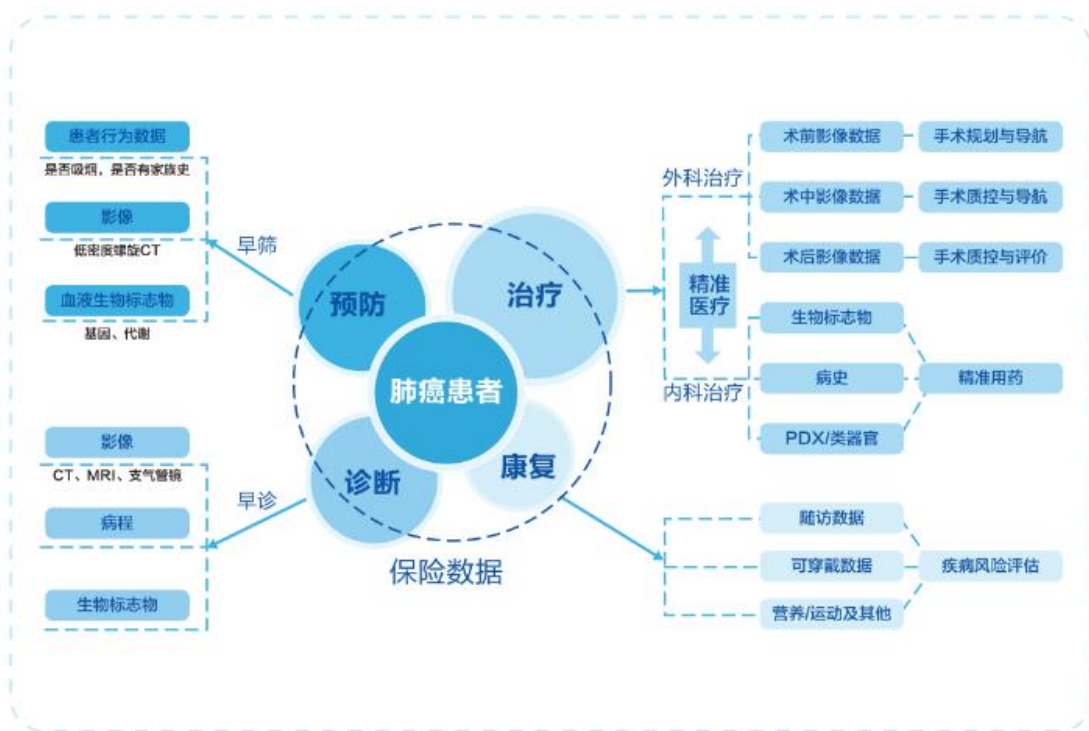 患者行为数据
是否吸烟，是否有家族史
影像
低密度螺旋CT
血液生物标志物
基因、代谢
早筛
影像
CT、MRI、支气管镜
病程
生物标志物
早诊
预防
治疗
肺癌患者
诊断
康复
保险数据
外科治疗
精准
医疗
内科治疗
术前影像数据
手术规划与导航
术中影像数据
手术质控与导航
术后影像数据
手术质控与评价
生物标志物
病史
精准用药
PDX/类器官
随访数据
可穿戴数据
疾病风险评估
营养/运动及其他